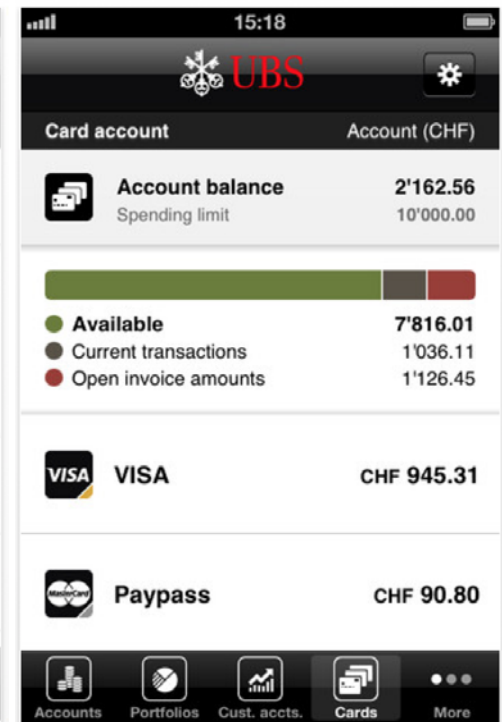 15:18
UBS
Card account Account (CHF)
Account balance 2'162.56
Spending limit 10'000.00
Available 7'816.01
Current transactions 1'036.11
Open invoice amounts 1'126.45
VISA VISA CHF 945.31
MasterCard Paypass CHF 90.80
Accounts Portfolios Cust. accts. Cards More